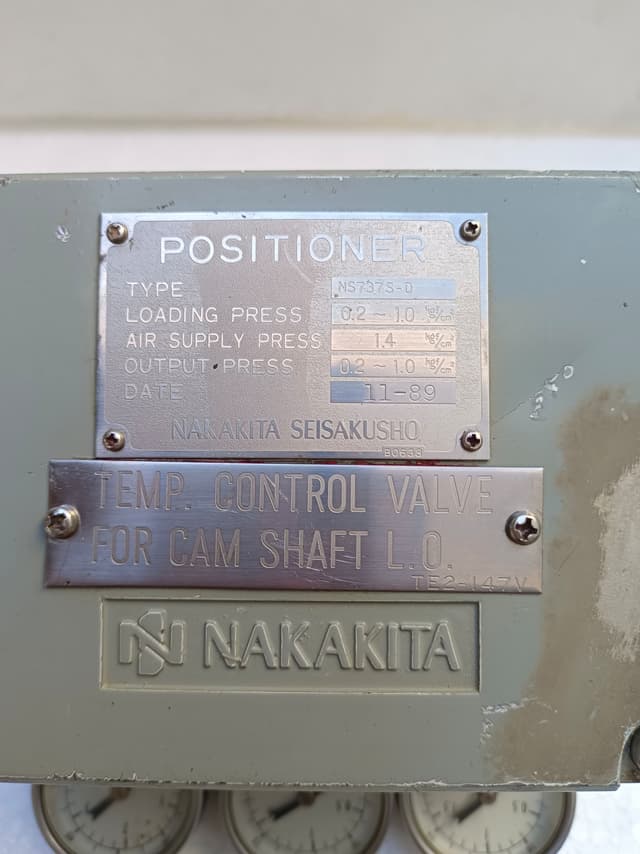 POSITIONER
TYPE NS737S-D
LOADING PRESS 0.2 ~ 1.0 kgf/cm²
AIR SUPPLY PRESS 1.4 kgf/cm²
OUTPUT PRESS 0.2 ~ 1.0 kgf/cm²
DATE 11-89
NAKAKITA SEISAKUSHO
TEMP. CONTROL VALVE
FOR CAM SHAFT L.O.
TE2-147V
NAKAKITA